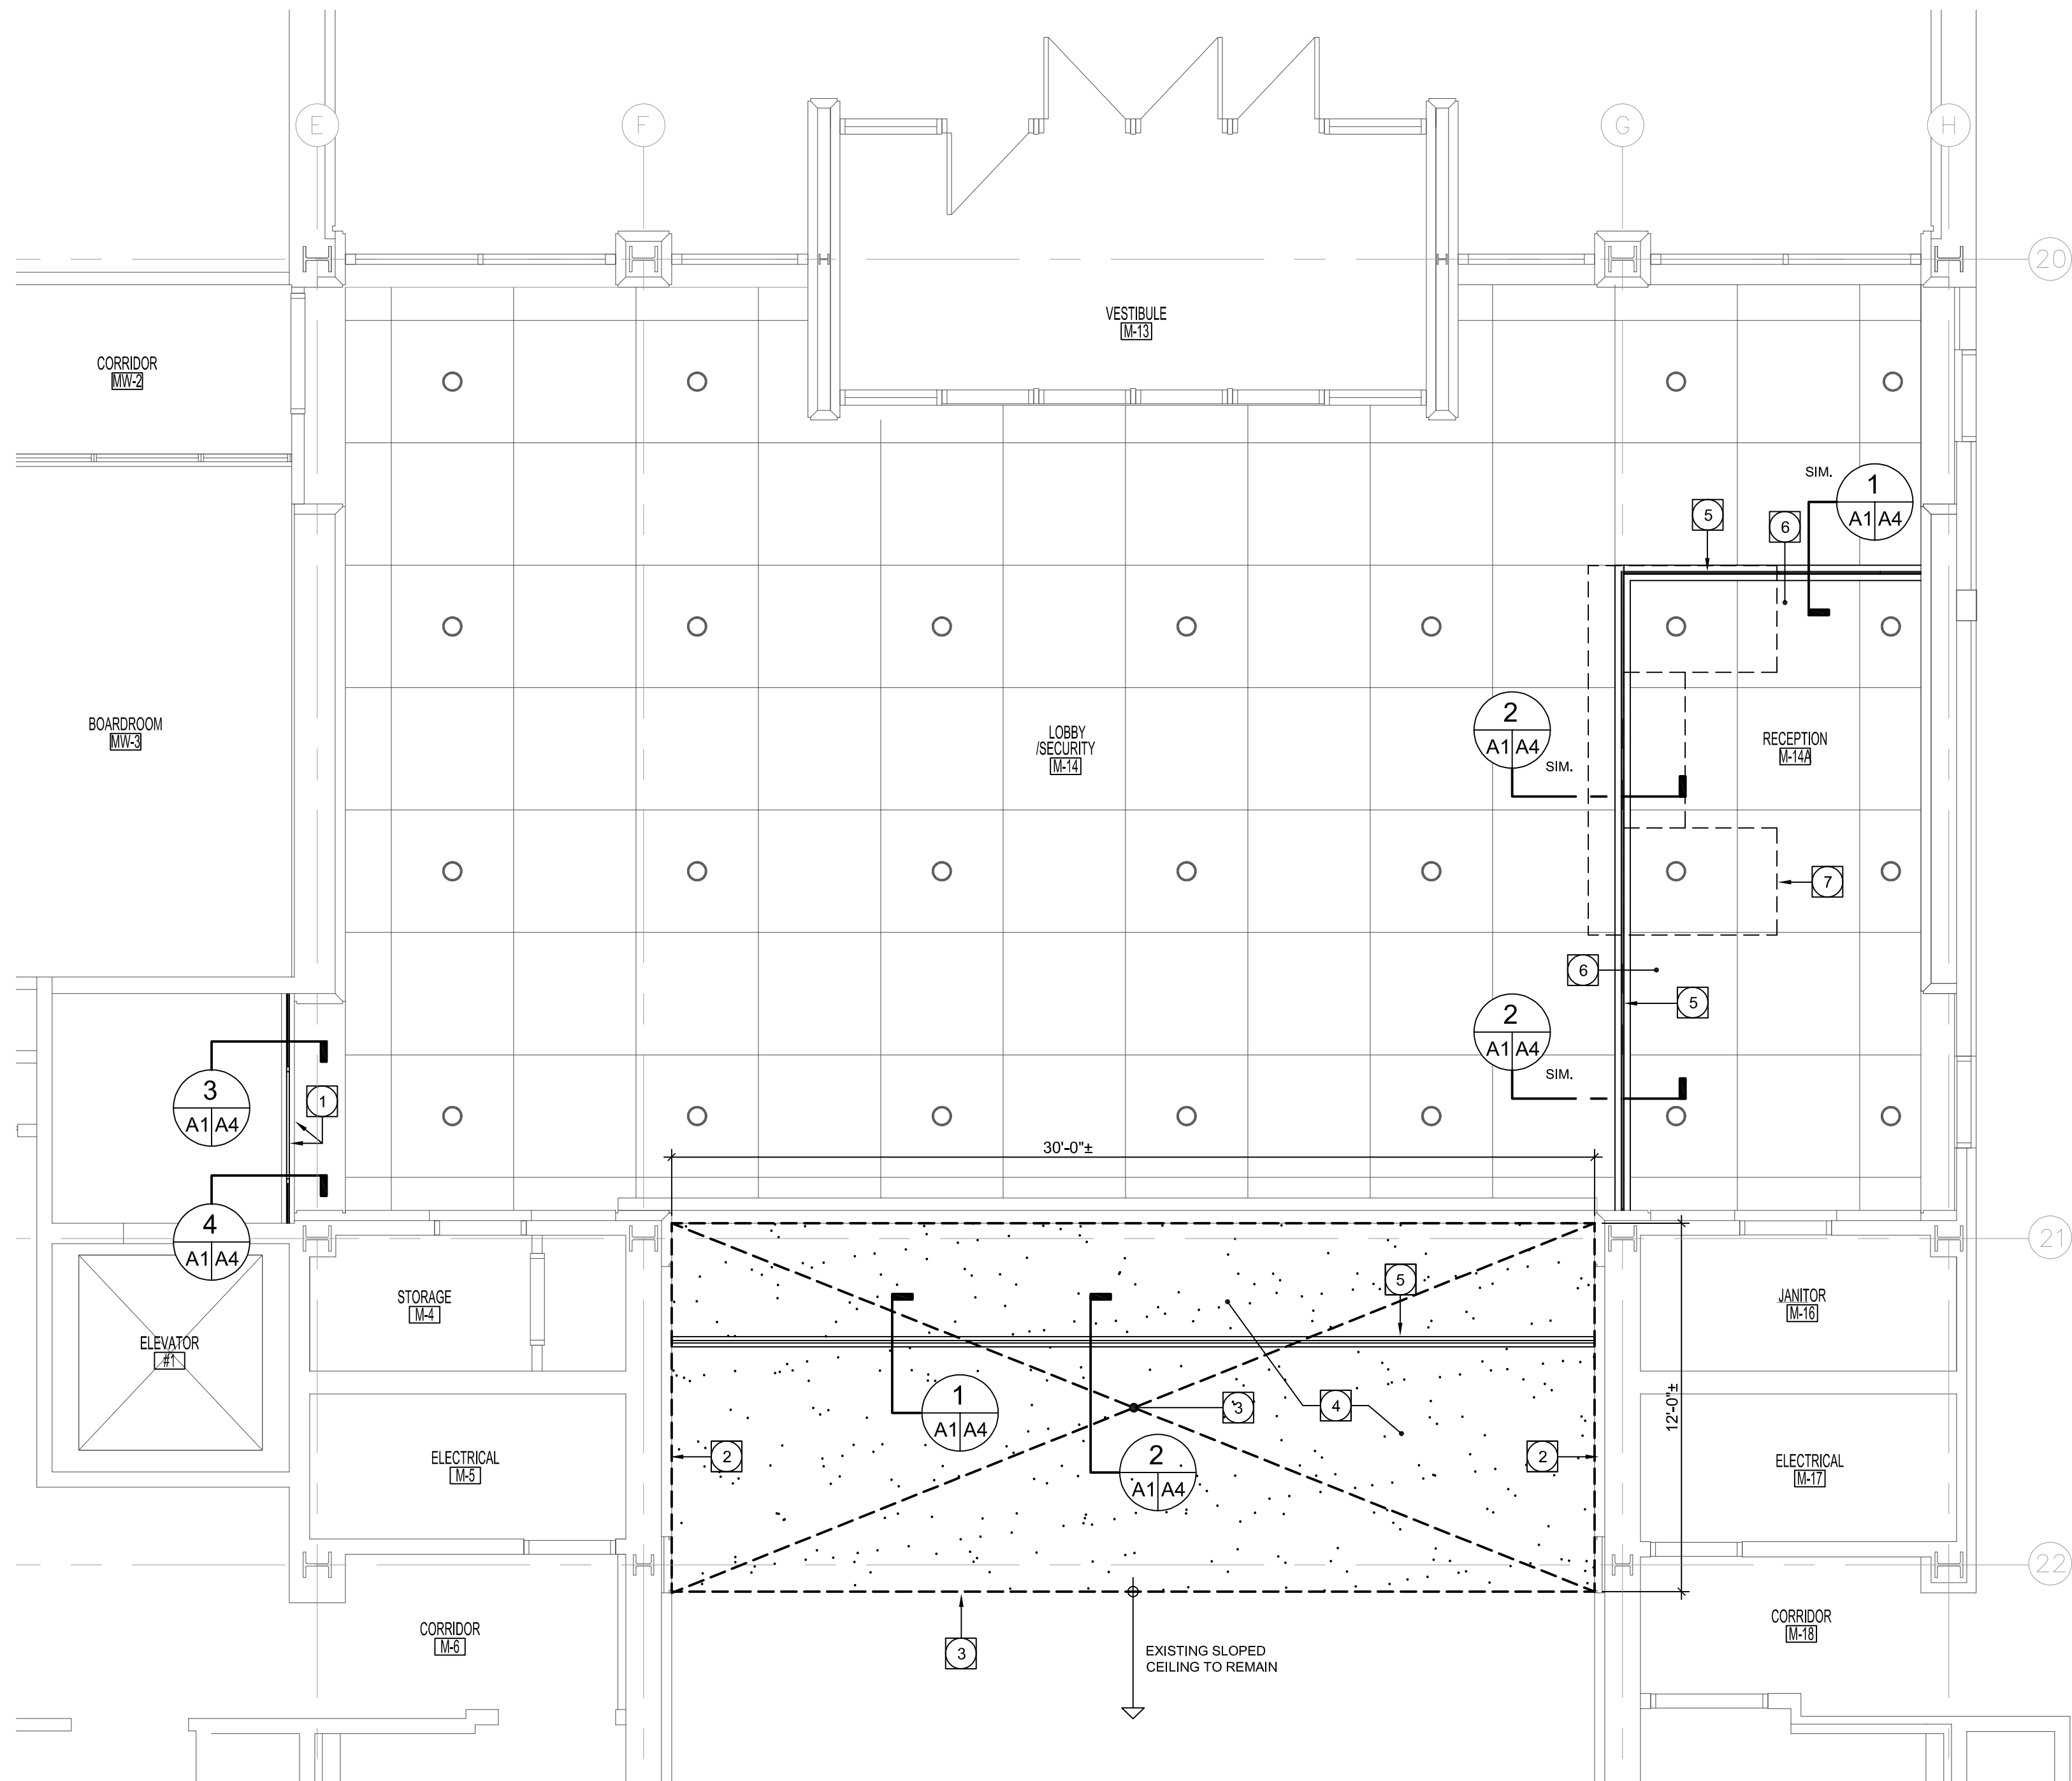 E
F
G
H
20
VESTIBULE
M-13
CORRIDOR
MW-2
SIM.
1
A1 A4
5
6
BOARDROOM
MW-3
LOBBY
/SECURITY
M-14
2
A1 A4
SIM.
RECEPTION
M-14A
7
6
5
2
A1 A4
SIM.
3
A1 A4
1
30'-0"±
4
A1 A4
21
STORAGE
M-4
ELEVATOR
#1
5
JANITOR
M-16
1
A1 A4
3
4
12'-0"±
2
2
A1 A4
2
ELECTRICAL
M-5
ELECTRICAL
M-17
22
CORRIDOR
M-6
3
EXISTING SLOPED
CEILING TO REMAIN
CORRIDOR
M-18